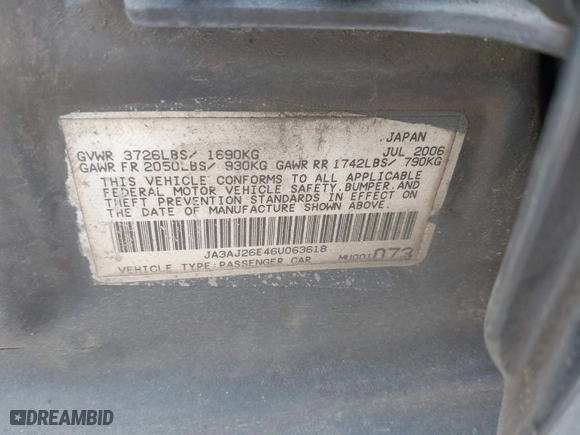 JAPAN
GVWR 3726LBS/ 1690KG JUL 2006
GAWR FR 2050LBS/ 930KG GAWR RR 1742LBS/ 790KG
THIS VEHICLE CONFORMS TO ALL APPLICABLE
FEDERAL MOTOR VEHICLE SAFETY, BUMPER, AND
THEFT PREVENTION STANDARDS IN EFFECT ON
THE DATE OF MANUFACTURE SHOWN ABOVE.
JA3AJ26E46U063618
VEHICLE TYPE:PASSENGER CAR MU001073
DREAMBID